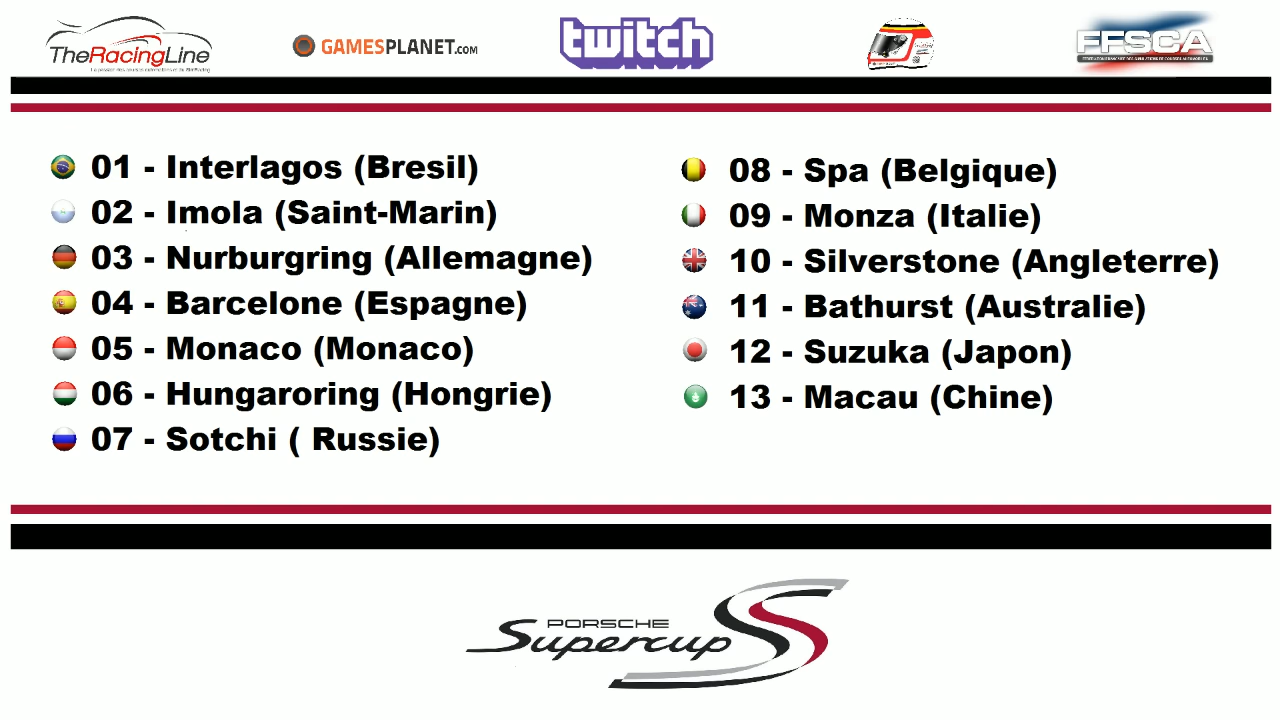 TheRacingLine
GAMESPLANET.COM
twitch
FFSCA
01 - Interlagos (Bresil)
02 - Imola (Saint-Marin)
03 - Nurburgring (Allemagne)
04 - Barcelone (Espagne)
05 - Monaco (Monaco)
06 - Hungaroring (Hongrie)
07 - Sotchi ( Russie)
08 - Spa (Belgique)
09 - Monza (Italie)
10 - Silverstone (Angleterre)
11 - Bathurst (Australie)
12 - Suzuka (Japon)
13 - Macau (Chine)
PORSCHE
Supercup